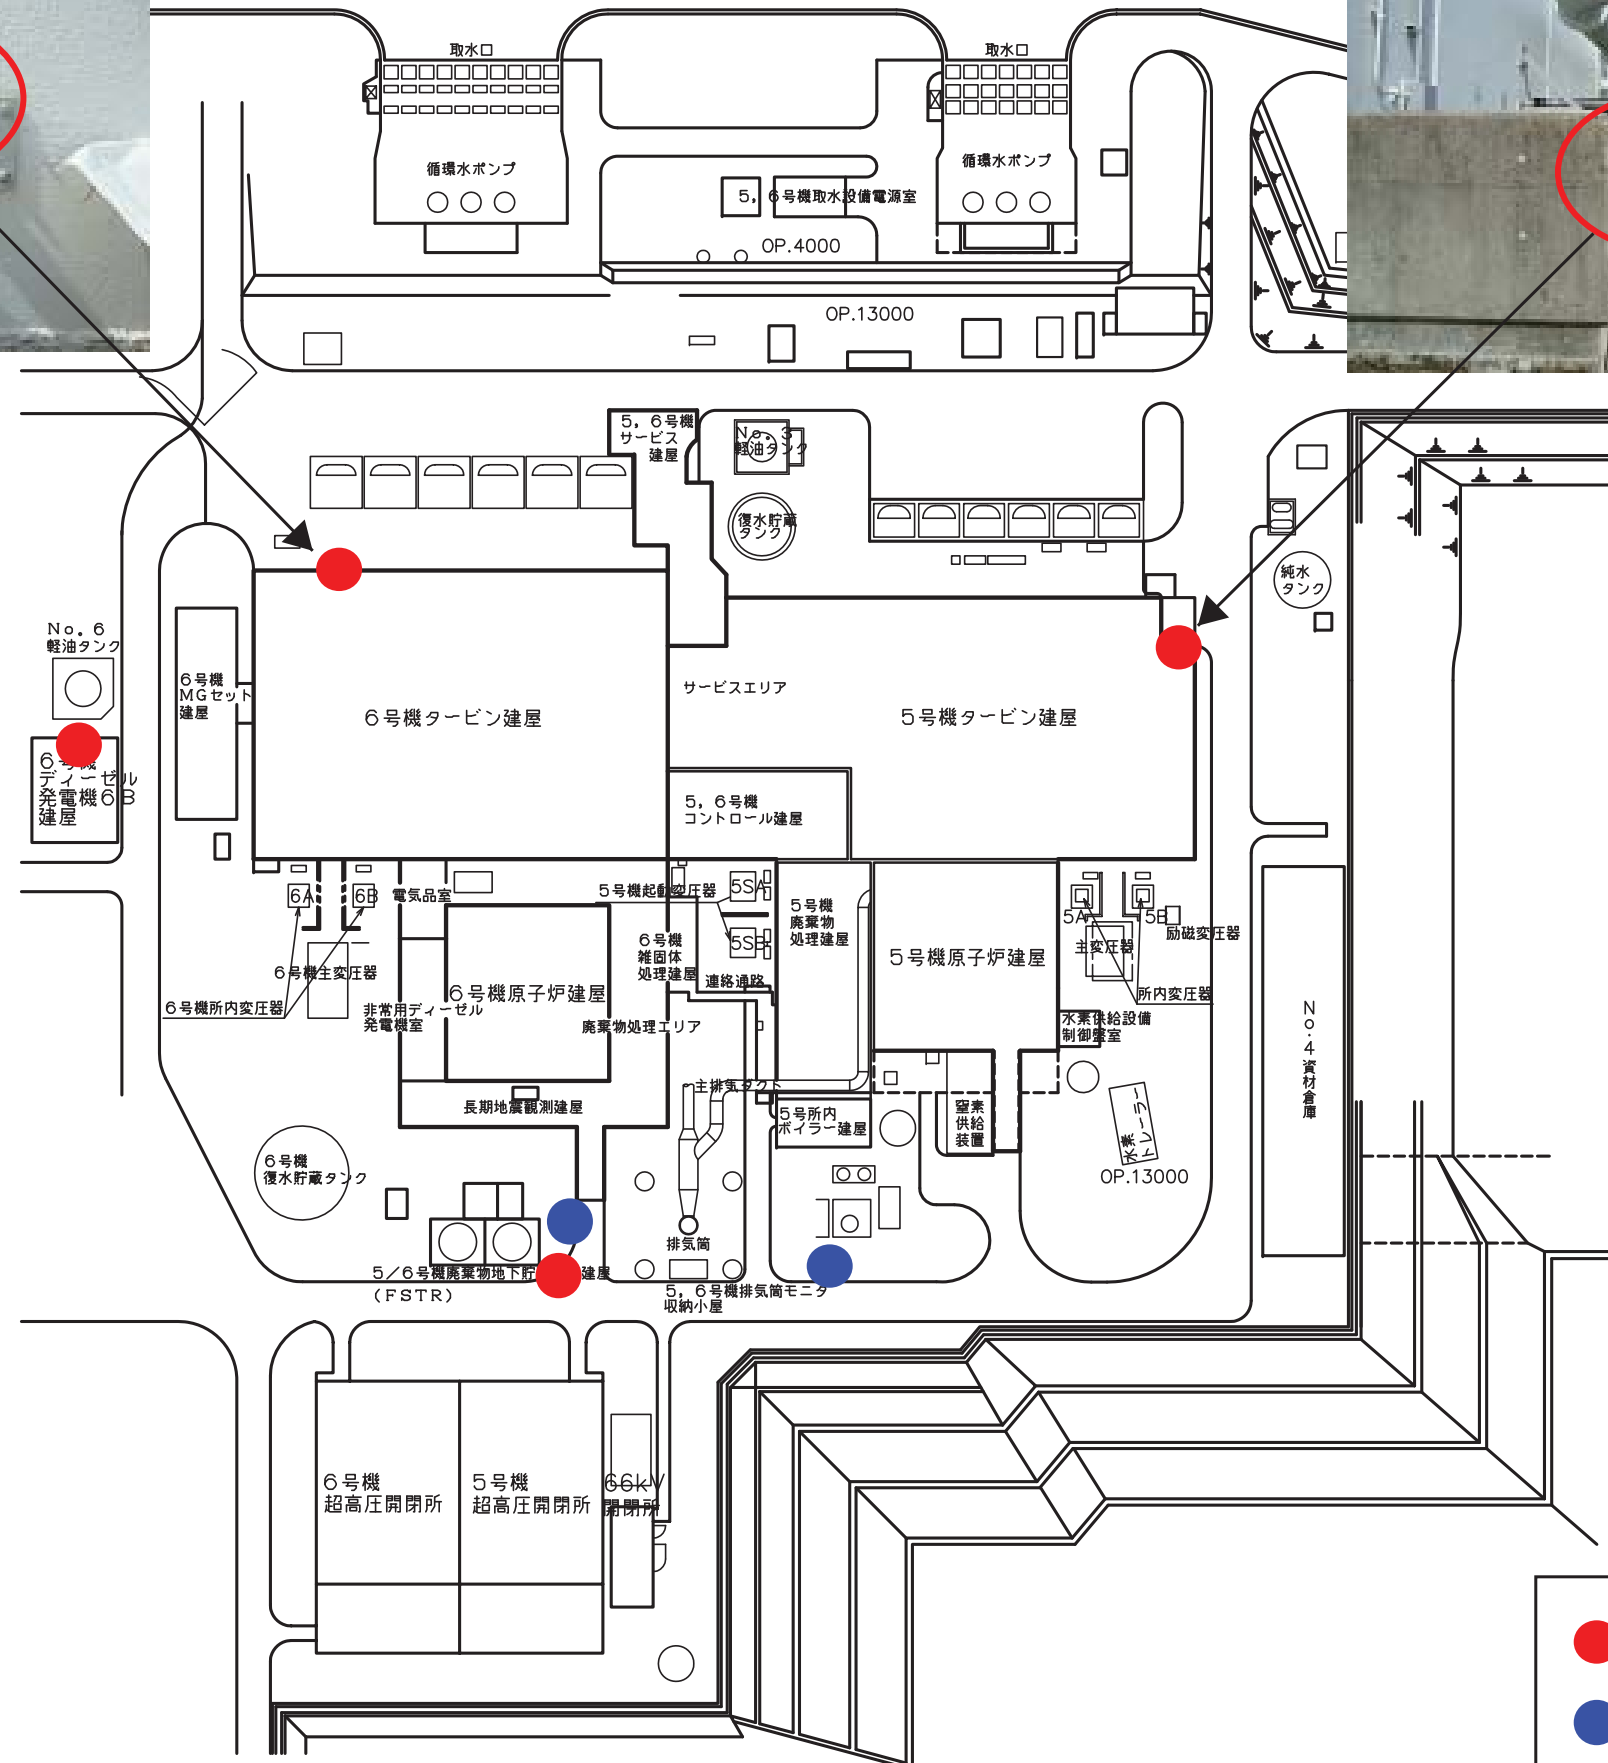 取水口
取水口
循環水ポンプ
循環水ポンプ
5，6号機取水設備電源室
OP.4000
OP.13000
5，6号機
サービス
建屋
No．3
軽油タンク
復水貯蔵
タンク
純水
タンク
No．6
軽油タンク
6号機
MGセット
建屋
6号機タービン建屋
サービスエリア
5号機タービン建屋
6号機
ディーゼル
発電機6B
建屋
5，6号機
コントロール建屋
6A
6B
電気品室
5号機起動変圧器
5SA
5SB
5号機
廃棄物
処理建屋
5A
5B
励磁変圧器
主変圧器
6号機
雑固体
処理建屋
5号機原子炉建屋
6号機主変圧器
連絡通路
6号機原子炉建屋
所内変圧器
6号機所内変圧器
非常用ディーゼル
発電機室
廃棄物処理エリア
水素供給設備
制御盤室
No.4資材倉庫
主排気ダクト
長期地震観測建屋
5号所内
ボイラー建屋
窒素
供給
装置
水素
トレーラー
6号機
復水貯蔵タンク
OP.13000
排気筒
5／6号機廃棄物地下貯 建屋
(FSTR)
5，6号機排気筒モニタ
収納小屋
6号機
超高圧開閉所
5号機
超高圧開閉所
66kV
開閉所